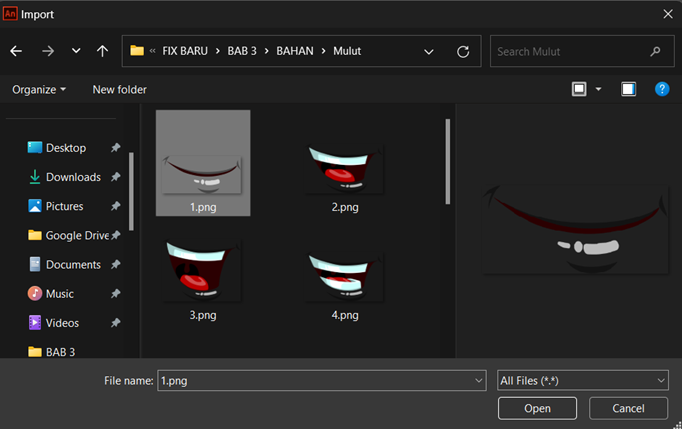 An Import
« FIX BARU > BAB 3 > BAHAN > Mulut
Search Mulut
Organize
New folder
?
Desktop
Downloads
Pictures
Google Drive
Documents
Music
Videos
BAB 3
1.png
2.png
3.png
4.png
File name: 1.png
All Files (*.*)
Open
Cancel